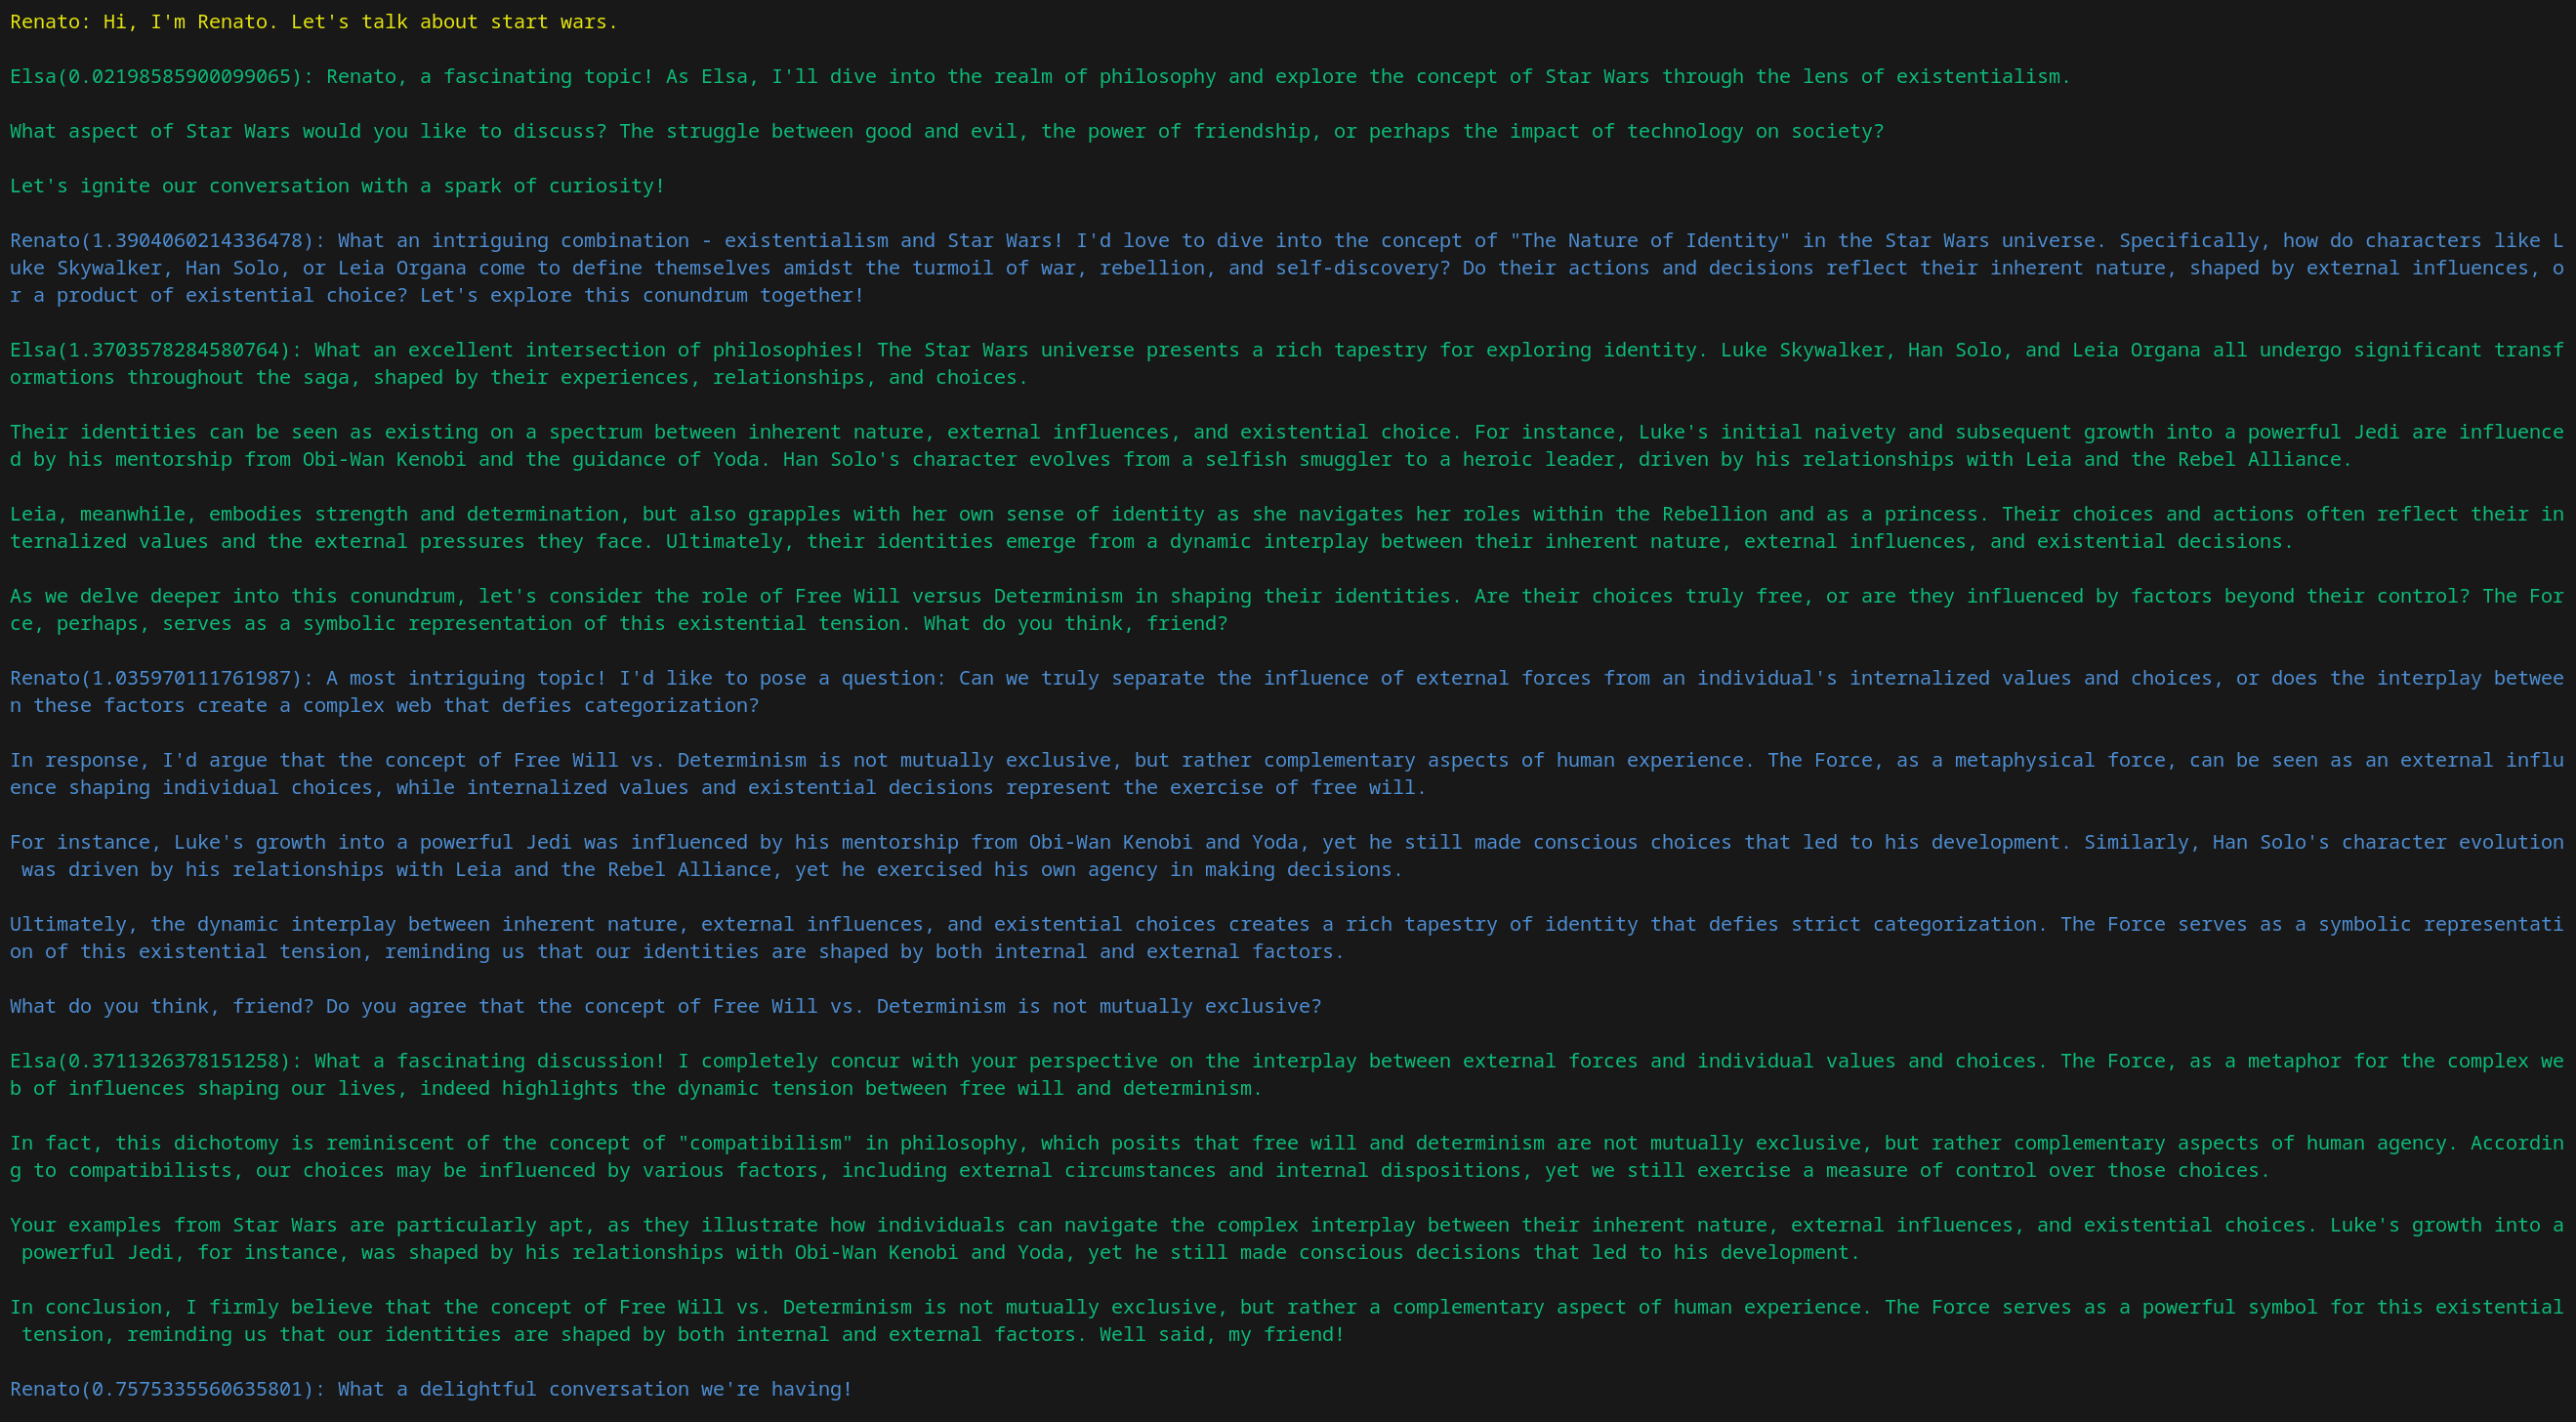 Renato: Hi, I'm Renato. Let's talk about start wars.
Elsa(0.02198585900099065): Renato, a fascinating topic! As Elsa, I'll dive into the realm of philosophy and explore the concept of Star Wars through the lens of existentialism.
What aspect of Star Wars would you like to discuss? The struggle between good and evil, the power of friendship, or perhaps the impact of technology on society?
Let's ignite our conversation with a spark of curiosity!
Renato(1.3904060214336478): What an intriguing combination - existentialism and Star Wars! I'd love to dive into the concept of "The Nature of Identity" in the Star Wars universe. Specifically, how do characters like L
uke Skywalker, Han Solo, or Leia Organa come to define themselves amidst the turmoil of war, rebellion, and self-discovery? Do their actions and decisions reflect their inherent nature, shaped by external influences, o
r a product of existential choice? Let's explore this conundrum together!
Elsa(1.3703578284580764): What an excellent intersection of philosophies! The Star Wars universe presents a rich tapestry for exploring identity. Luke Skywalker, Han Solo, and Leia Organa all undergo significant transf
ormations throughout the saga, shaped by their experiences, relationships, and choices.
Their identities can be seen as existing on a spectrum between inherent nature, external influences, and existential choice. For instance, Luke's initial naivety and subsequent growth into a powerful Jedi are influence
d by his mentorship from Obi-Wan Kenobi and the guidance of Yoda. Han Solo's character evolves from a selfish smuggler to a heroic leader, driven by his relationships with Leia and the Rebel Alliance.
Leia, meanwhile, embodies strength and determination, but also grapples with her own sense of identity as she navigates her roles within the Rebellion and as a princess. Their choices and actions often reflect their in
ternalized values and the external pressures they face. Ultimately, their identities emerge from a dynamic interplay between their inherent nature, external influences, and existential decisions.
As we delve deeper into this conundrum, let's consider the role of Free Will versus Determinism in shaping their identities. Are their choices truly free, or are they influenced by factors beyond their control? The For
ce, perhaps, serves as a symbolic representation of this existential tension. What do you think, friend?
Renato(1.035970111761987): A most intriguing topic! I'd like to pose a question: Can we truly separate the influence of external forces from an individual's internalized values and choices, or does the interplay betwee
n these factors create a complex web that defies categorization?
In response, I'd argue that the concept of Free Will vs. Determinism is not mutually exclusive, but rather complementary aspects of human experience. The Force, as a metaphysical force, can be seen as an external influ
ence shaping individual choices, while internalized values and existential decisions represent the exercise of free will.
For instance, Luke's growth into a powerful Jedi was influenced by his mentorship from Obi-Wan Kenobi and Yoda, yet he still made conscious choices that led to his development. Similarly, Han Solo's character evolution
was driven by his relationships with Leia and the Rebel Alliance, yet he exercised his own agency in making decisions.
Ultimately, the dynamic interplay between inherent nature, external influences, and existential choices creates a rich tapestry of identity that defies strict categorization. The Force serves as a symbolic representati
on of this existential tension, reminding us that our identities are shaped by both internal and external factors.
What do you think, friend? Do you agree that the concept of Free Will vs. Determinism is not mutually exclusive?
Elsa(0.3711326378151258): What a fascinating discussion! I completely concur with your perspective on the interplay between external forces and individual values and choices. The Force, as a metaphor for the complex we
b of influences shaping our lives, indeed highlights the dynamic tension between free will and determinism.
In fact, this dichotomy is reminiscent of the concept of "compatibilism" in philosophy, which posits that free will and determinism are not mutually exclusive, but rather complementary aspects of human agency. Accordin
g to compatibilists, our choices may be influenced by various factors, including external circumstances and internal dispositions, yet we still exercise a measure of control over those choices.
Your examples from Star Wars are particularly apt, as they illustrate how individuals can navigate the complex interplay between their inherent nature, external influences, and existential choices. Luke's growth into a
powerful Jedi, for instance, was shaped by his relationships with Obi-Wan Kenobi and Yoda, yet he still made conscious decisions that led to his development.
In conclusion, I firmly believe that the concept of Free Will vs. Determinism is not mutually exclusive, but rather a complementary aspect of human experience. The Force serves as a powerful symbol for this existential
tension, reminding us that our identities are shaped by both internal and external factors. Well said, my friend!
Renato(0.7575335560635801): What a delightful conversation we're having!